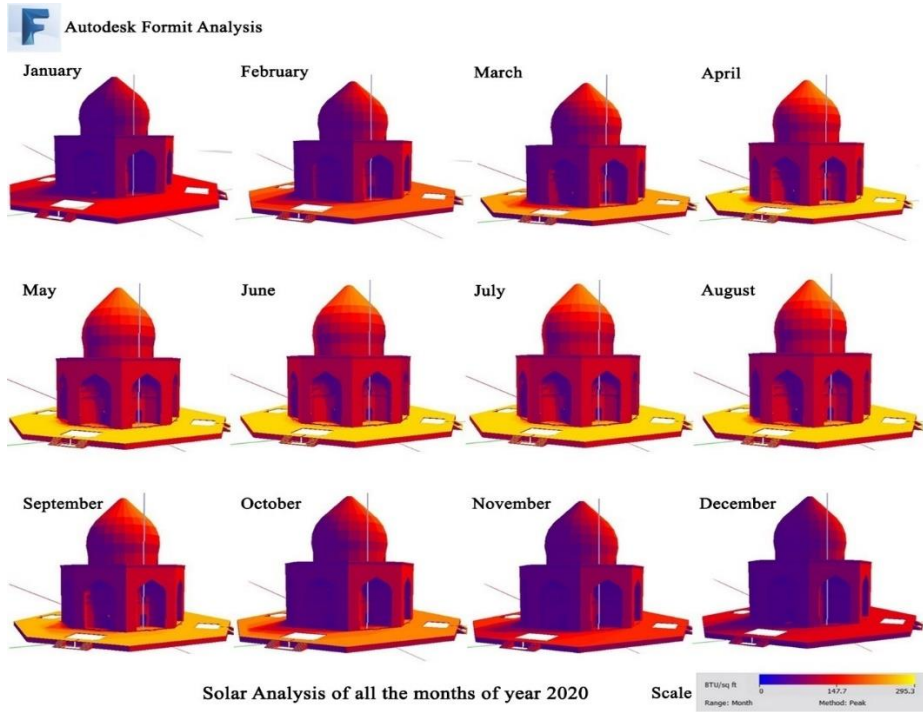 F
Autodesk Formit Analysis
January
February
March
April
May
June
July
August
September
October
November
December
Solar Analysis of all the months of year 2020
Scale
BTU/sq ft
0
147.7
295.3
Range: Month
Method: Peak